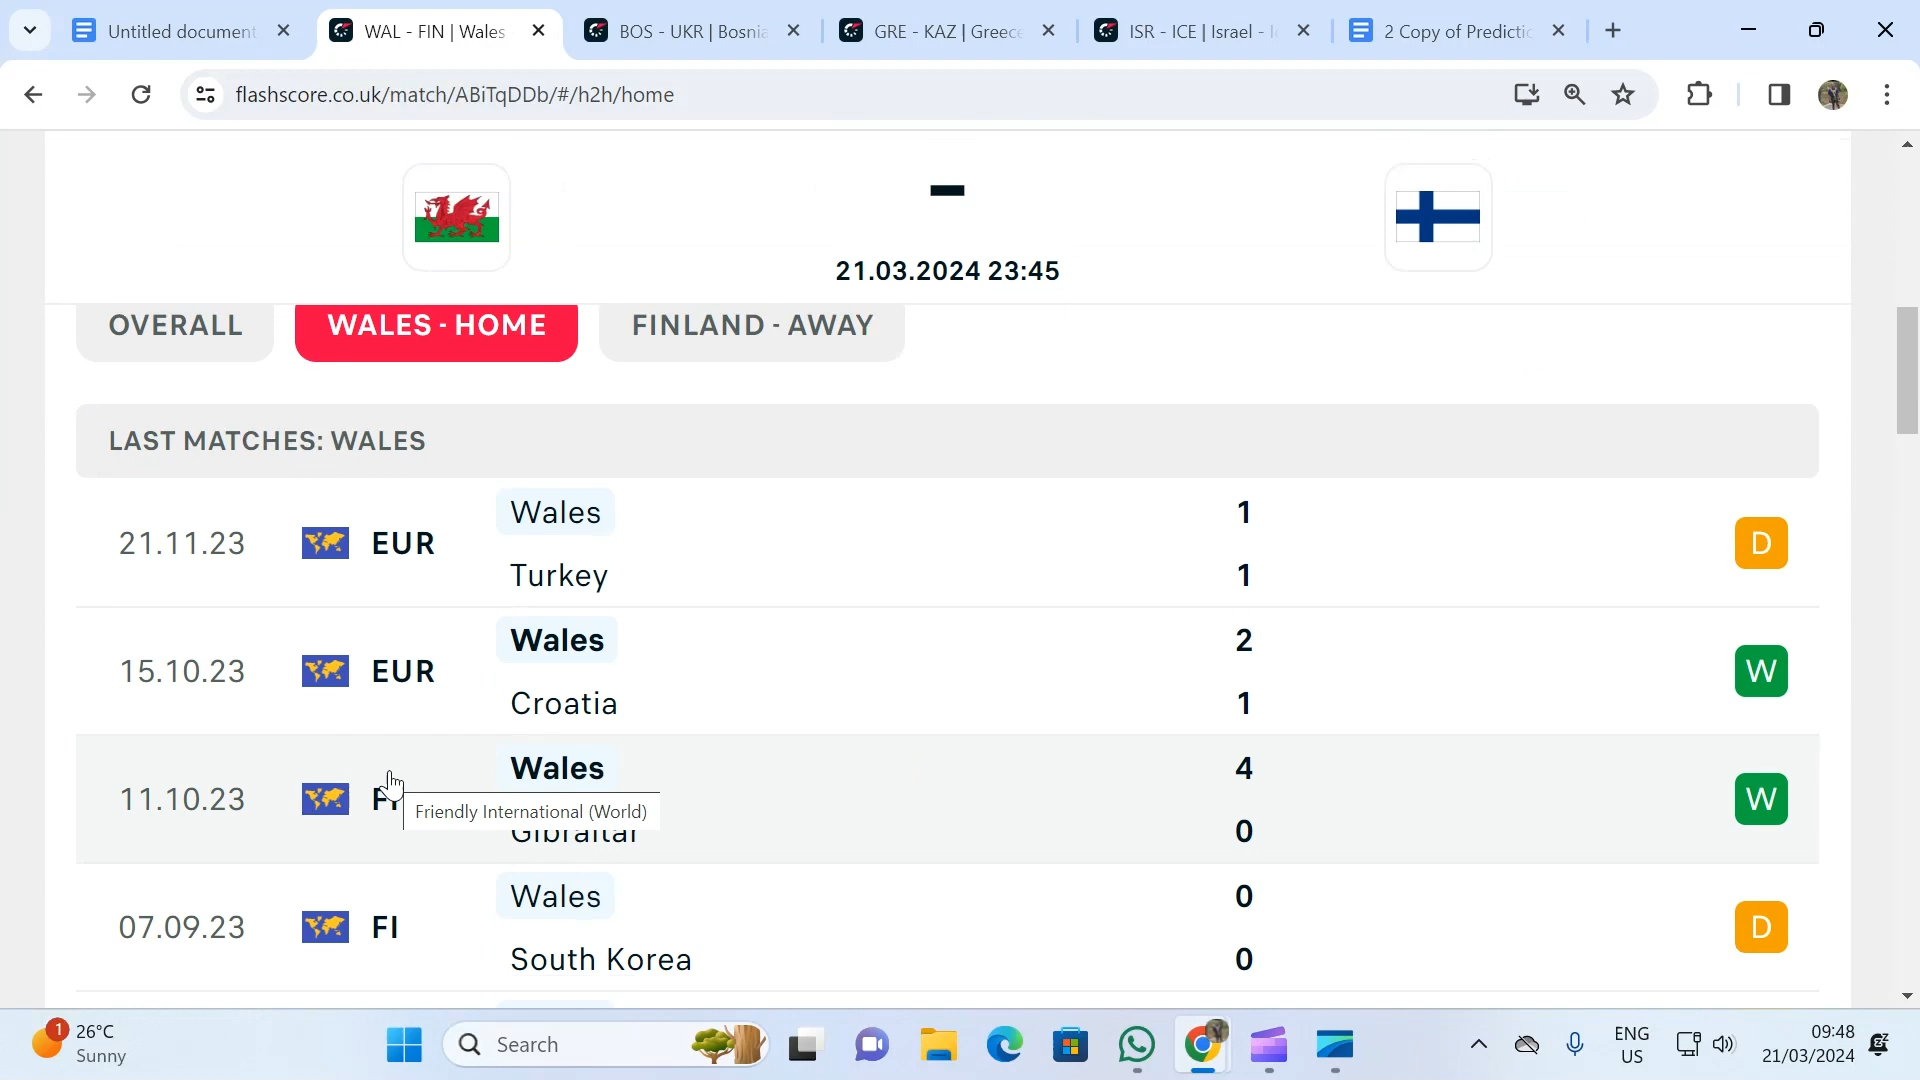 Untitled document
WAL - FIN | Wales
BOS - UKR | Bosnia
GRE - KAZ | Greece
ISR - ICE | Israel -
2 Copy of Predictic
flashscore.co.uk/match/ABiTqDDb/#/h2h/home
21.03.2024 23:45
OVERALL
WALES - HOME
FINLAND - AWAY
LAST MATCHES: WALES
21.11.23 EUR Wales 1 D
Turkey 1
15.10.23 EUR Wales 2 W
Croatia 1
11.10.23 FI Wales 4 W
Friendly International (World)
Gibraltar 0
07.09.23 FI Wales 0 D
South Korea 0
1
26°C
Sunny
Search
ENG
US
09:48
21/03/2024